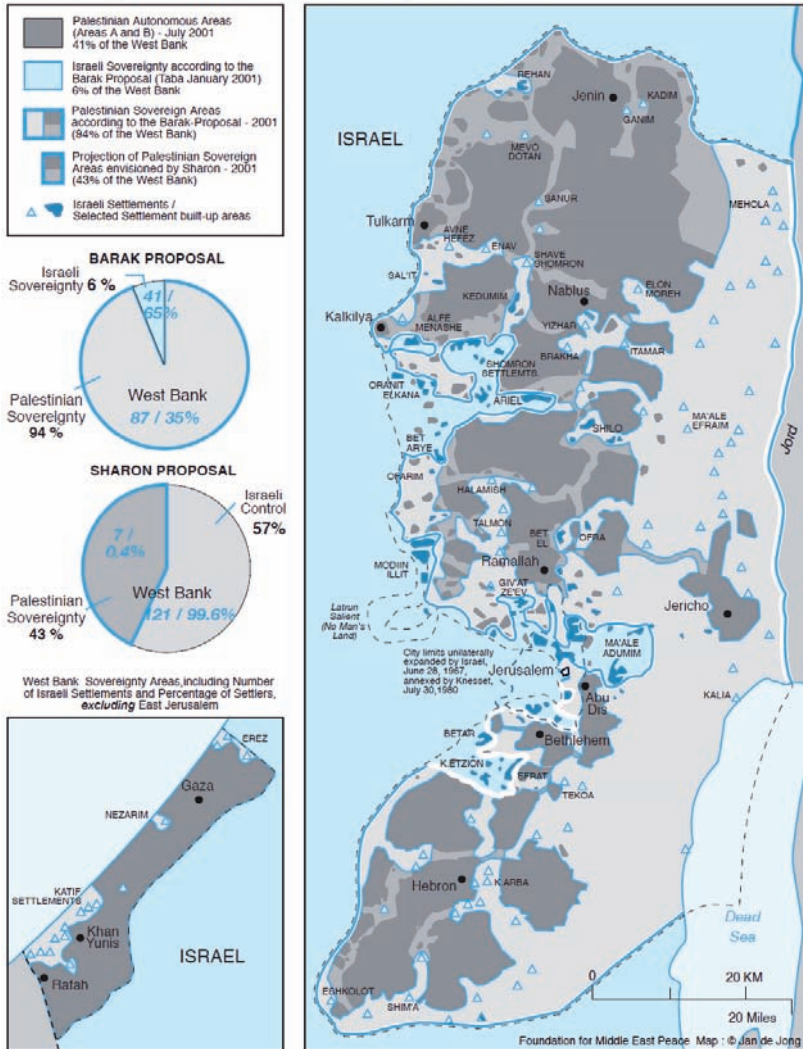 Palestinian Autonomous Areas
(Areas A and B) - July 2001
41% of the West Bank
Israeli Sovereignty according to the
Barak Proposal (Taba January 2001)
6% of the West Bank
Palestinian Sovereign Areas
according to the Barak-Proposal - 2001
(94% of the West Bank)
Projection of Palestinian Sovereign
Areas envisioned by Sharon - 2001
(43% of the West Bank)
Israeli Settlements /
Selected Settlement built-up areas
BARAK PROPOSAL
Israeli
Sovereignty 6 %
41 /
65%
West Bank
87 / 35%
Palestinian
Sovereignty
94 %
SHARON PROPOSAL
Israeli
Control
57%
7 /
0.4%
West Bank
121 / 99.6%
Palestinian
Sovereignty
43 %
West Bank Sovereignty Areas, including Number
of Israeli Settlements and Percentage of Settlers,
excluding East Jerusalem
EREZ
Gaza
NEZARIM
KATIF
SETTLEMENTS
Khan
Yunis
Rafah
ISRAEL
REHAN
Jenin
KADIM
GANIM
ISRAEL
MEVO
DOTAN
SANUR
MEHOLA
Tulkarm
AVNE
HEFEZ
ENAV
SHAVE
SHOMRON
SAL'IT
KEDUMIM
Nablus
ELON
MOREH
Kalkilya
ALFE
MENASHE
YIZHAR
BRAKHA
ITAMAR
SHOMRON
SETTLEMTS.
ORANIT
ELKANA
ARIEL
MA'ALE
EFRAIM
SHILO
BET
ARYE
OFARIM
HALAMISH
TALMON
BET
EL
OFRA
MODIIN
ILLIT
Ramallah
GIV'AT
ZE'EV
Jericho
Latrun
Salient
(No Man's
Land)
City limits unilaterally
expanded by Israel,
June 28, 1967,
annexed by Knesset,
July 30,1980
Jerusalem
MA'ALE
ADUMIM
Abu
Dis
KALIA
BETAR
Bethlehem
K.ETZION
EFRAT
TEKOA
Hebron
K.ARBA
ESHKOLOT
SHIM'A
Jord
Dead
Sea
0
20 KM
20 Miles
Foundation for Middle East Peace Map : © Jan de Jong